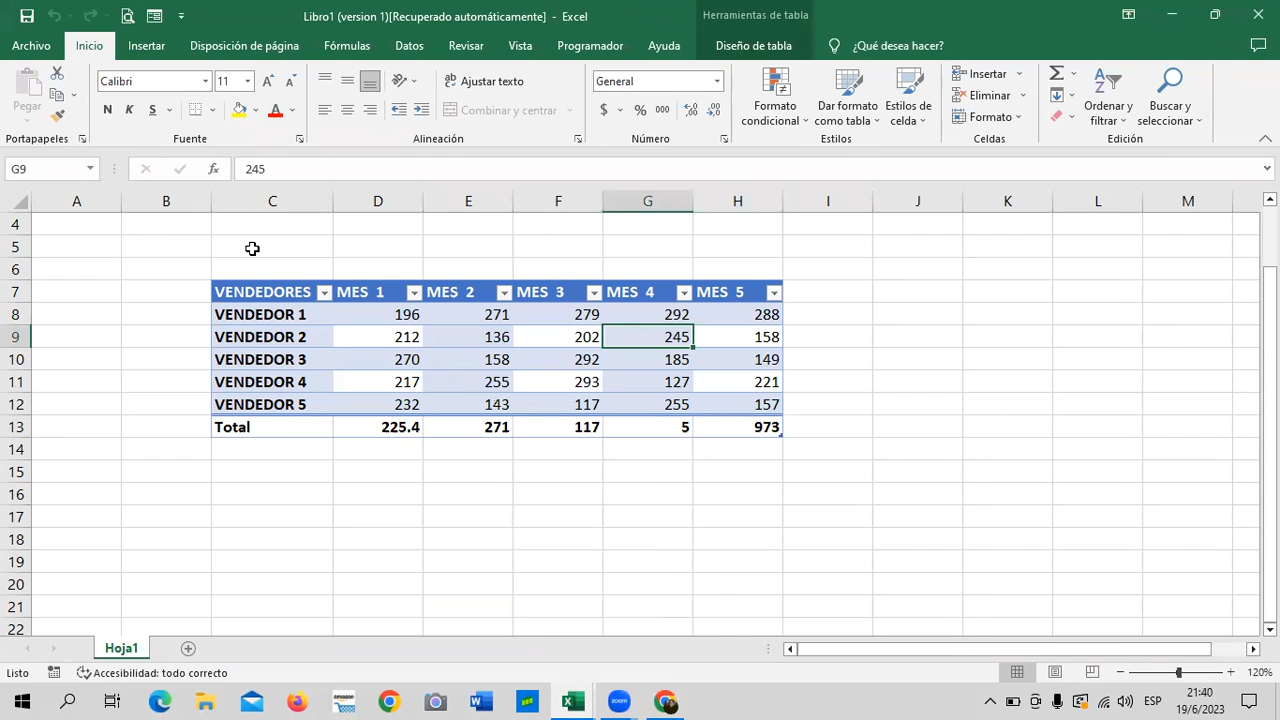 Libro1 (version 1)[Recuperado automáticamente] - Excel
Herramientas de tabla
Archivo Inicio Insertar Disposición de página Fórmulas Datos Revisar Vista Programador Ayuda Diseño de tabla ¿Qué desea hacer?
Pegar
Calibri 11
N K S
Ajustar texto
Combinar y centrar
General
$ % 000
Formato condicional
Dar formato como tabla
Estilos de celda
Insertar
Eliminar
Formato
Ordenar y filtrar
Buscar y seleccionar
Portapapeles Fuente Alineación Número Estilos Celdas Edición
G9 fx 245
A B C D E F G H I J K L M
4
5
6
7 VENDEDORES MES 1 MES 2 MES 3 MES 4 MES 5
8 VENDEDOR 1 196 271 279 292 288
9 VENDEDOR 2 212 136 202 245 158
10 VENDEDOR 3 270 158 292 185 149
11 VENDEDOR 4 217 255 293 127 221
12 VENDEDOR 5 232 143 117 255 157
13 Total 225.4 271 117 5 973
14
15
16
17
18
19
20
21
22
Hoja1
Listo Accesibilidad: todo correcto 120%
amazon zoom ESP 21:40
19/6/2023